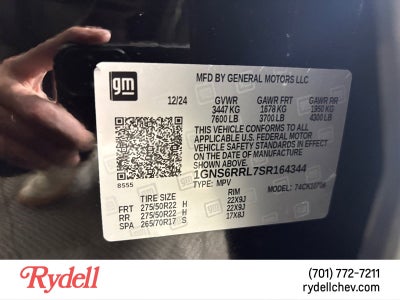 gm
MFD BY GENERAL MOTORS LLC
12/24 GVWR GAWR FRT GAWR RR
3447 KG 1678 KG 1950 KG
7600 LB 3700 LB 4300 LB
THIS VEHICLE CONFORMS TO ALL
APPLICABLE U.S. FEDERAL MOTOR
VEHICLE SAFETY STANDARDS IN EFFECT
ON THE DATE OF MANUFACTURE
1GNS6RRL7SR164344
8555 TYPE: MPV MODEL:
TIRE SIZE RIM
FRT 275/50R22 H 22X9J
RR 275/50R22 H 22X9J
SPA 265/70R17 S 17X8J
Rydell
(701) 772-7211
rydellchev.com